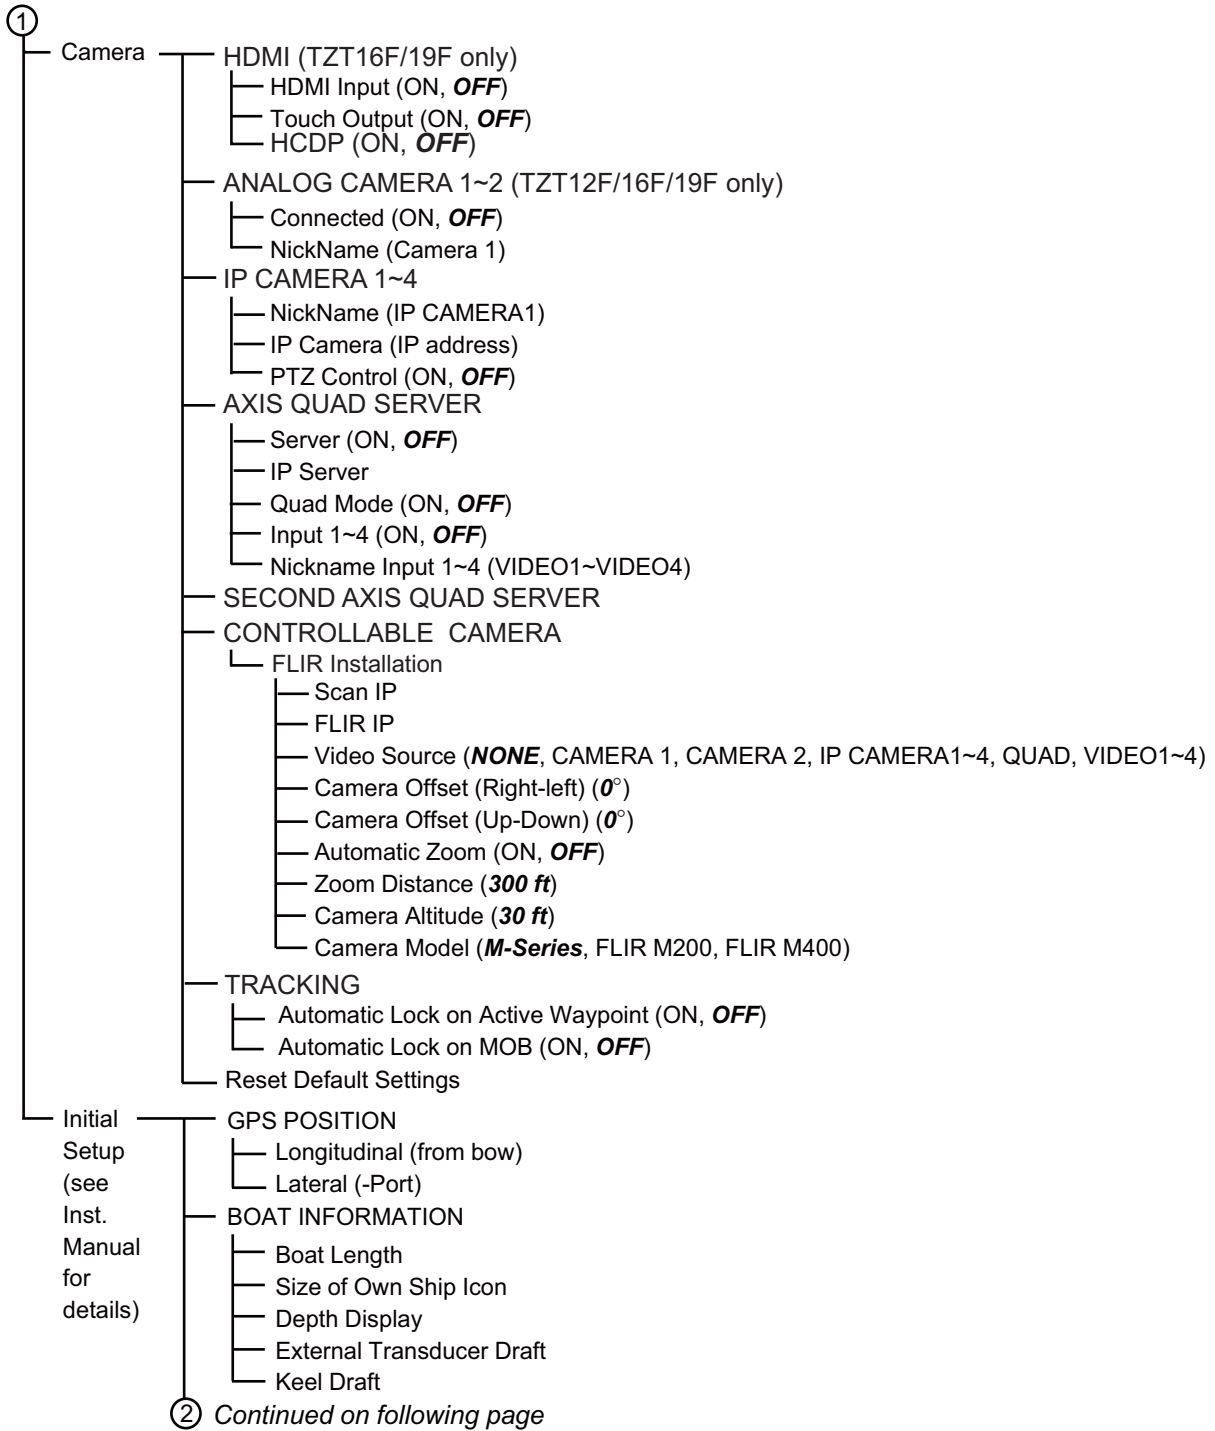 1
Camera
HDMI (TZT16F/19F only)
HDMI Input (ON, OFF)
Touch Output (ON, OFF)
HCDP (ON, OFF)
ANALOG CAMERA 1~2 (TZT12F/16F/19F only)
Connected (ON, OFF)
NickName (Camera 1)
IP CAMERA 1~4
NickName (IP CAMERA1)
IP Camera (IP address)
PTZ Control (ON, OFF)
AXIS QUAD SERVER
Server (ON, OFF)
IP Server
Quad Mode (ON, OFF)
Input 1~4 (ON, OFF)
Nickname Input 1~4 (VIDEO1~VIDEO4)
SECOND AXIS QUAD SERVER
CONTROLLABLE CAMERA
FLIR Installation
Scan IP
FLIR IP
Video Source (NONE, CAMERA 1, CAMERA 2, IP CAMERA1~4, QUAD, VIDEO1~4)
Camera Offset (Right-left) (0°)
Camera Offset (Up-Down) (0°)
Automatic Zoom (ON, OFF)
Zoom Distance (300 ft)
Camera Altitude (30 ft)
Camera Model (M-Series, FLIR M200, FLIR M400)
TRACKING
Automatic Lock on Active Waypoint (ON, OFF)
Automatic Lock on MOB (ON, OFF)
Reset Default Settings
Initial
Setup
(see
Inst.
Manual
for
details)
GPS POSITION
Longitudinal (from bow)
Lateral (-Port)
BOAT INFORMATION
Boat Length
Size of Own Ship Icon
Depth Display
External Transducer Draft
Keel Draft
2 Continued on following page